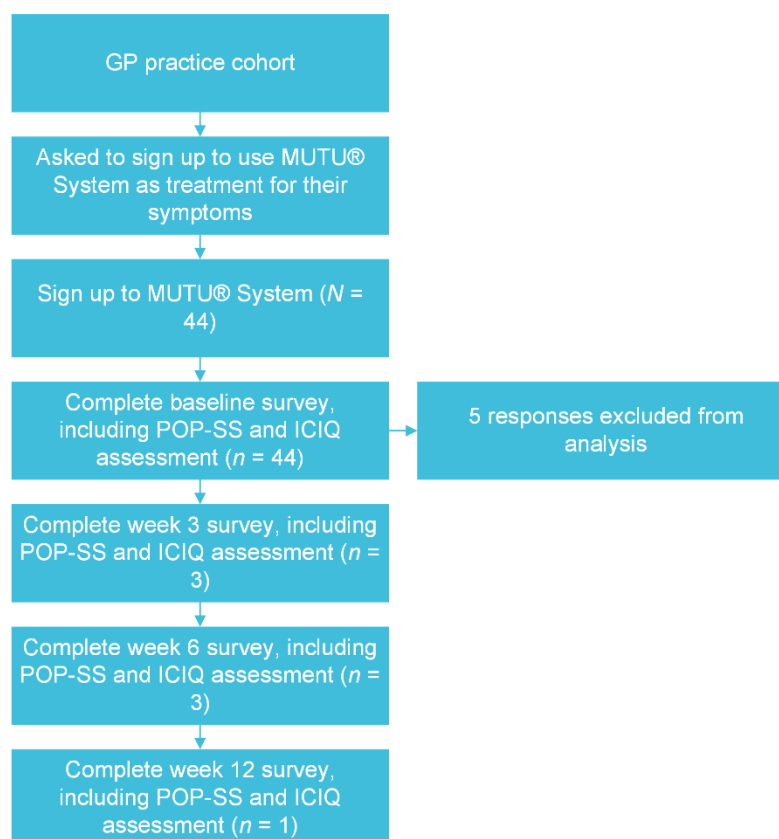 GP practice cohort
Asked to sign up to use MUTU®
System as treatment for their
symptoms
Sign up to MUTU® System (N =
44)
Complete baseline survey,
including POP-SS and ICIQ
assessment (n = 44)
5 responses excluded from
analysis
Complete week 3 survey, including
POP-SS and ICIQ assessment (n =
3)
Complete week 6 survey, including
POP-SS and ICIQ assessment (n =
3)
Complete week 12 survey,
including POP-SS and ICIQ
assessment (n = 1)